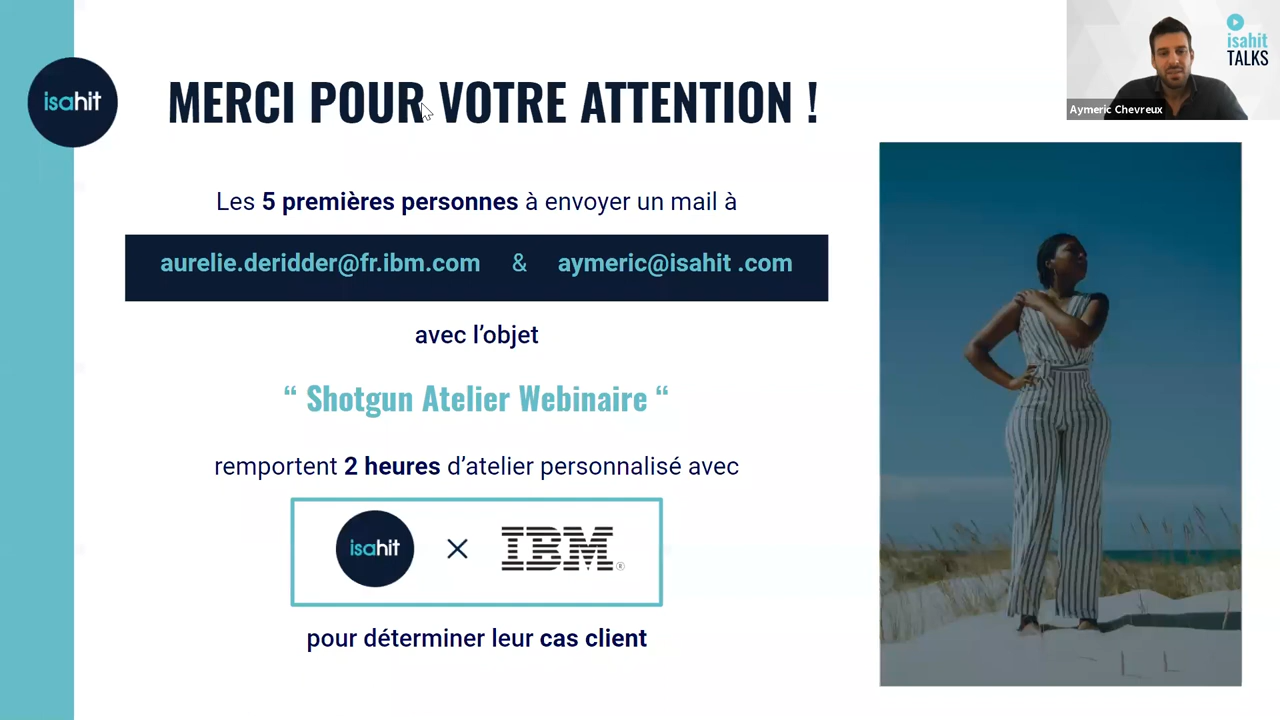 isahit
MERCI POUR VOTRE ATTENTION !
isahit
TALKS
Aymeric Chevreux
Les 5 premières personnes à envoyer un mail à
aurelie.deridder@fr.ibm.com & aymeric@isahit .com
avec l’objet
“ Shotgun Atelier Webinaire “
remportent 2 heures d’atelier personnalisé avec
isahit × IBM®
pour déterminer leur cas client